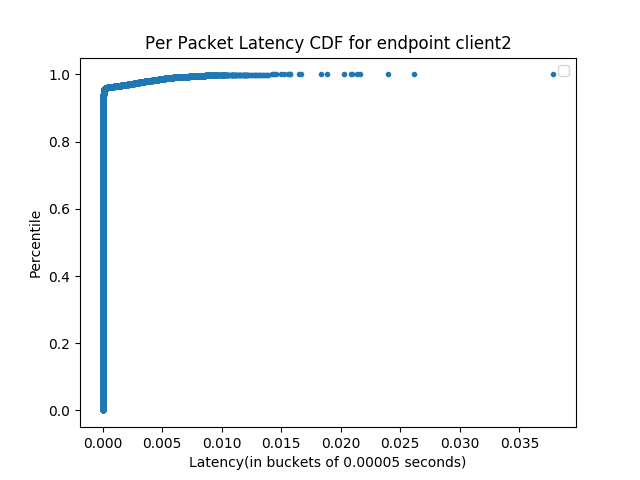 Per Packet Latency CDF for endpoint client2
1.0
0.8
0.6
0.4
0.2
0.0
Percentile
0.000 0.005 0.010 0.015 0.020 0.025 0.030 0.035
Latency(in buckets of 0.00005 seconds)